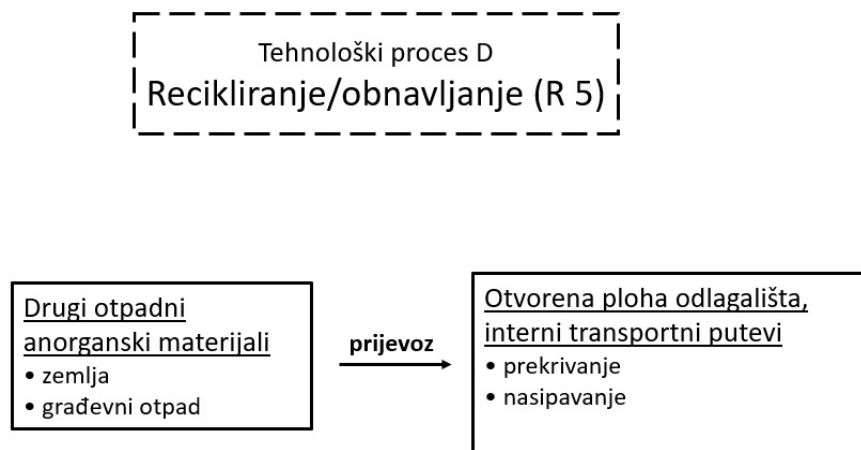 Tehnološki proces D
Recikliranje/obnavljanje (R 5)
Drugi otpadni
anorganski materijali
• zemlja
• građevni otpad
prijevoz
Otvorena ploha odlagališta,
interni transportni putevi
• prekrivanje
• nasipavanje